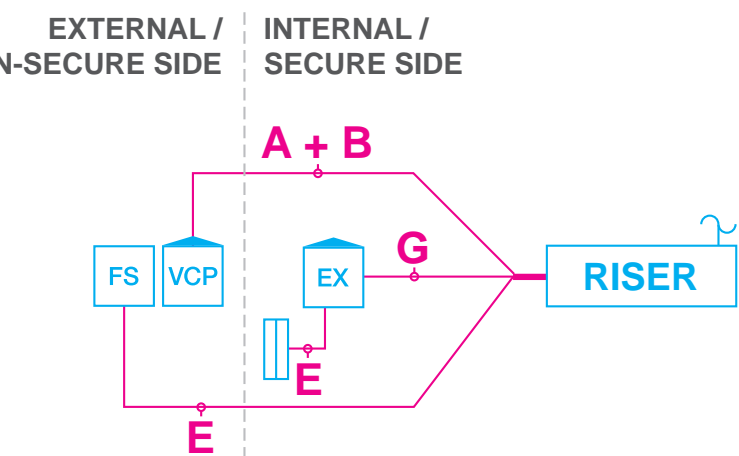 EXTERNAL /
N-SECURE SIDE
INTERNAL /
SECURE SIDE
A + B
G
FS
VCP
EX
RISER
E
E